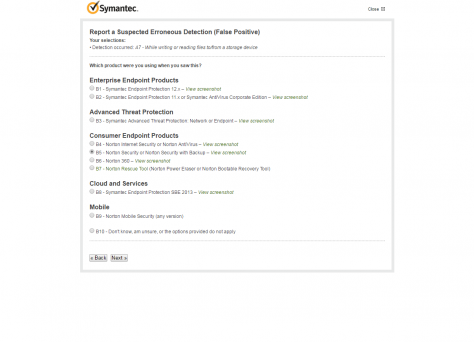 Symantec.
Close
Report a Suspected Erroneous Detection (False Positive)
Your selections:
• Detection occurred: A7 - While writing or reading files to/from a storage device
Which product were you using when you saw this?
Enterprise Endpoint Products
B1 - Symantec Endpoint Protection 12.x – View screenshot
B2 - Symantec Endpoint Protection 11.x or Symantec AntiVirus Corporate Edition – View screenshot
Advanced Threat Protection
B3 - Symantec Advanced Threat Protection: Network or Endpoint – View screenshot
Consumer Endpoint Products
B4 - Norton Internet Security or Norton AntiVirus – View screenshot
B5 - Norton Security or Norton Security with Backup – View screenshot
B6 - Norton 360 – View screenshot
B7 - Norton Rescue Tool (Norton Power Eraser or Norton Bootable Recovery Tool)
Cloud and Services
B8 - Symantec Endpoint Protection SBE 2013 – View screenshot
Mobile
B9 - Norton Mobile Security (any version)
B10 - Don't know, am unsure, or the options provided do not apply
« Back Next »